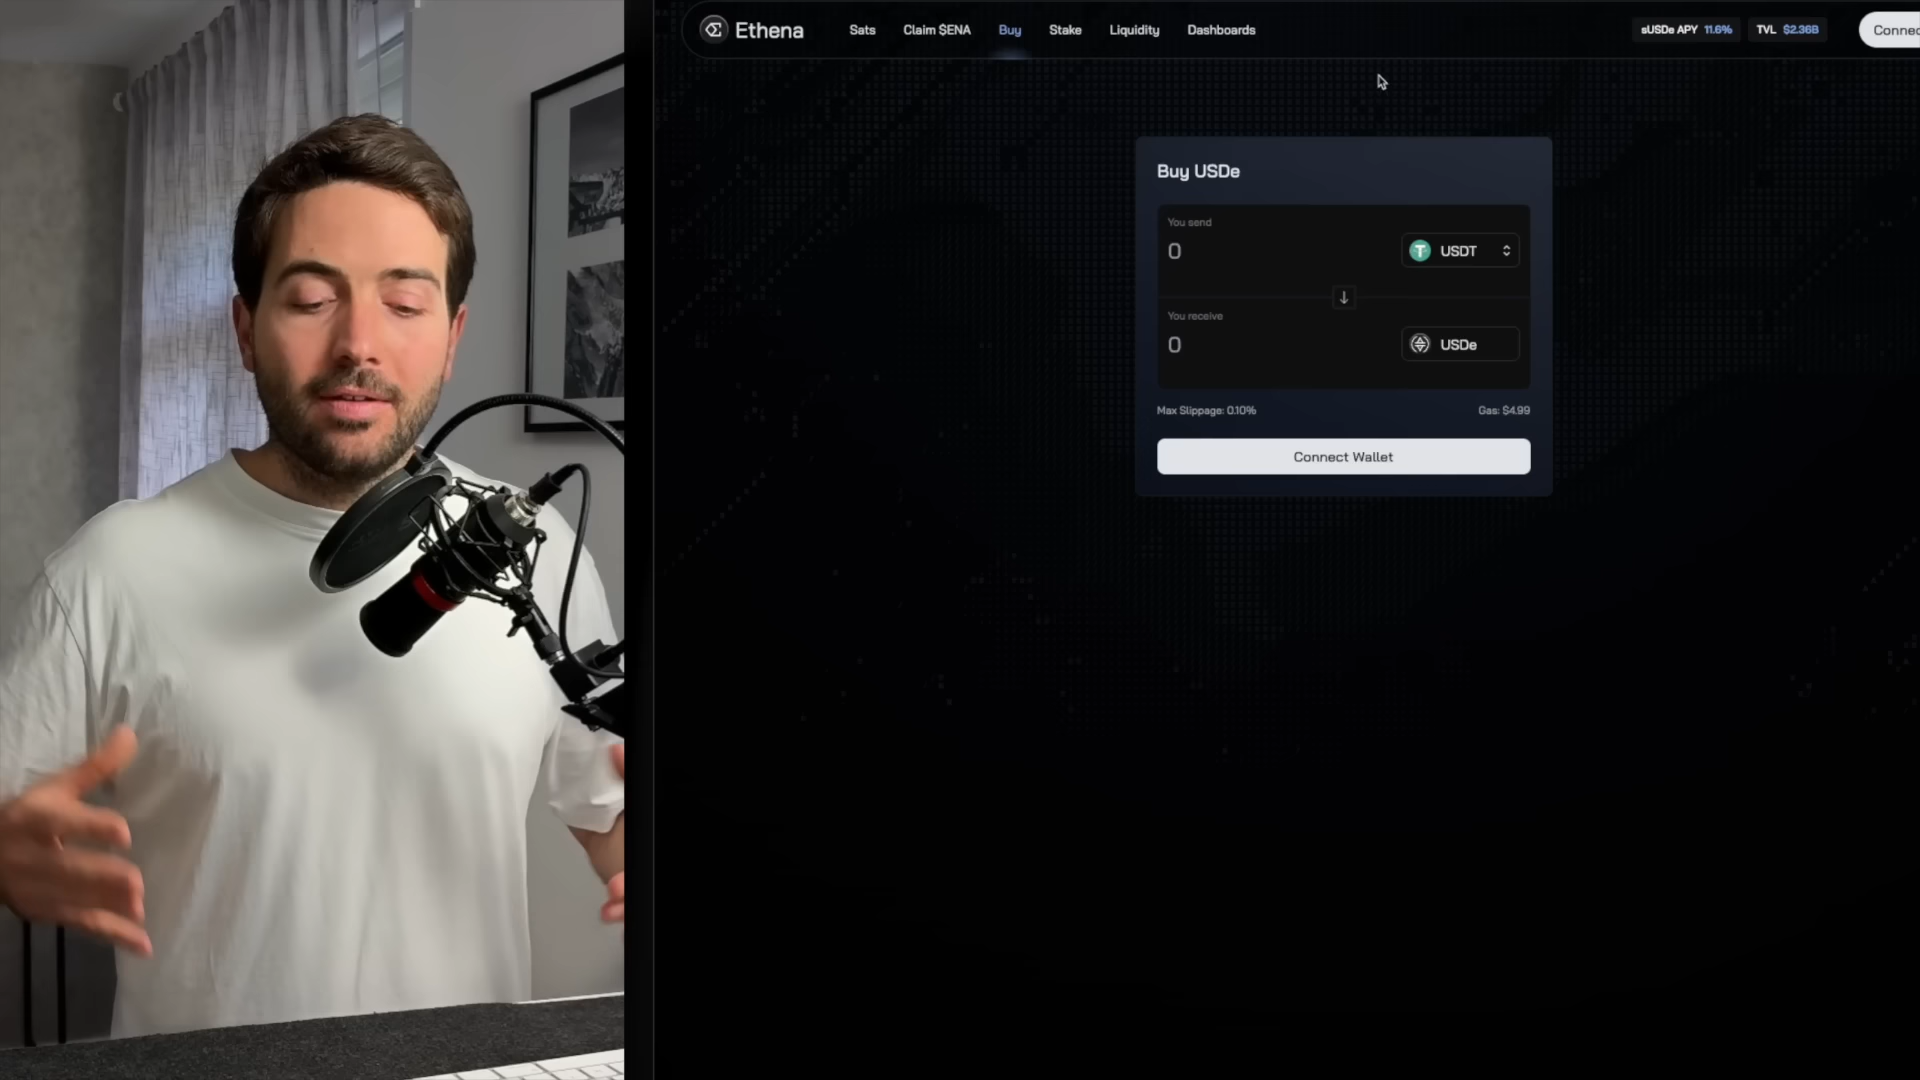 Ethena
Sats
Claim $ENA
Buy
Stake
Liquidity
Dashboards
sUSDe APY 11.6%
TVL $2.36B
Connec
Buy USDe
You send
0
USDT
You receive
0
USDe
Max Slippage: 0.10%
Gas: $4.99
Connect Wallet